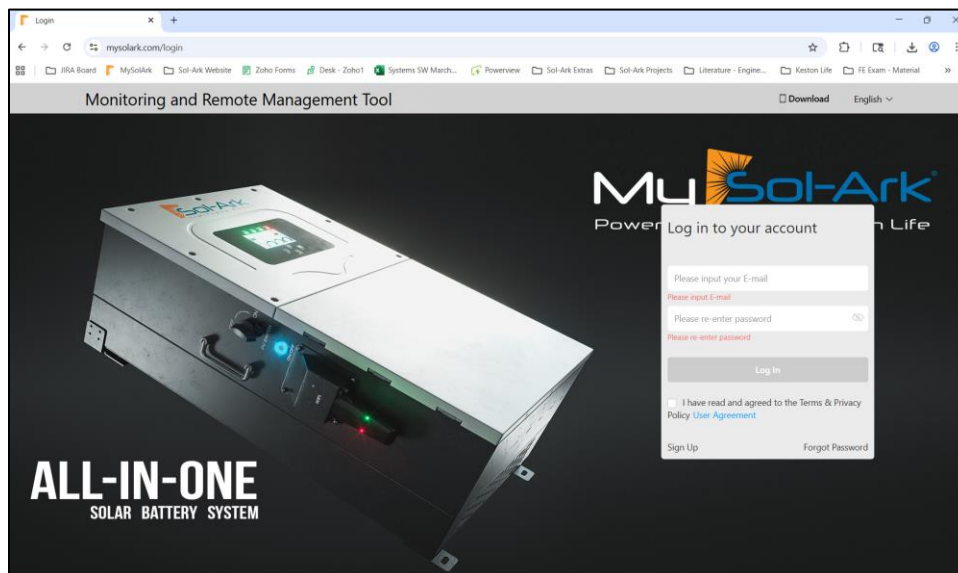 Login
mysolark.com/login
JIRA Board
MySolArk
Sol-Ark Website
Zoho Forms
Desk - Zoho1
Systems SW March...
Powerview
Sol-Ark Extras
Sol-Ark Projects
Literature - Engine...
Keston Life
FE Exam - Material
Monitoring and Remote Management Tool
Download
English
Sol-Ark
My Sol-Ark®
Power
n Life
Log in to your account
Please input your E-mail
Please input E-mail
Please re-enter password
Please re-enter password
Log In
I have read and agreed to the Terms & Privacy
Policy User Agreement
Sign Up
Forgot Password
ALL-IN-ONE
SOLAR BATTERY SYSTEM